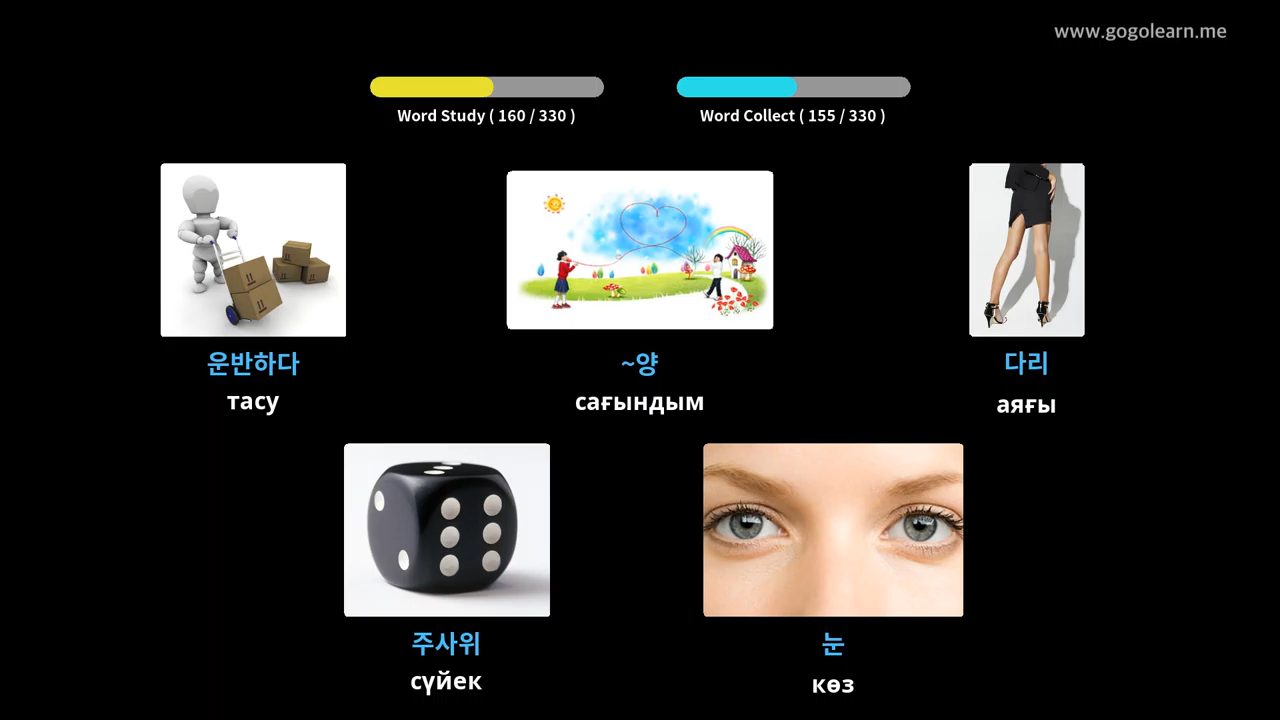 www.gogolearn.me
Word Study ( 160 / 330 )
Word Collect ( 155 / 330 )
운반하다
тасу
~양
сағындым
다리
аяғы
주사위
сүйек
눈
көз